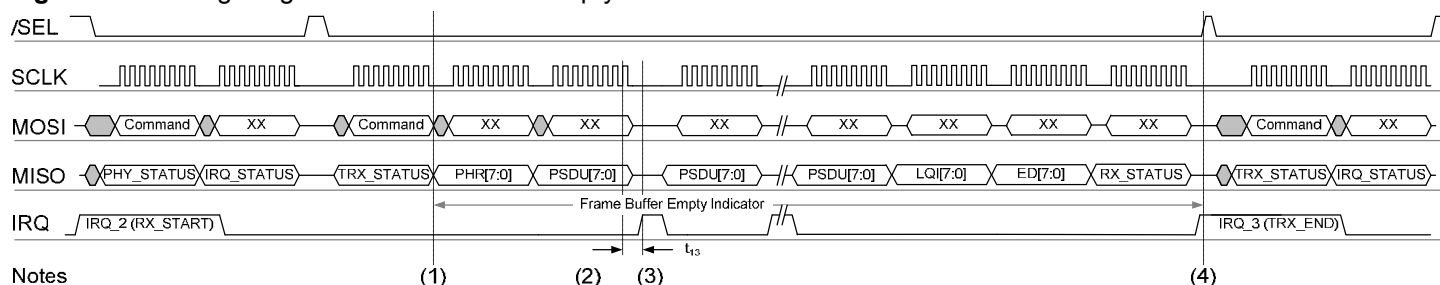 /SEL
SCLK
MOSI Command XX Command XX XX XX XX XX XX XX Command XX
MISO PHY_STATUS IRQ_STATUS TRX_STATUS PHR[7:0] PSDU[7:0] PSDU[7:0] PSDU[7:0] LQI[7:0] ED[7:0] RX_STATUS TRX_STATUS IRQ_STATUS
Frame Buffer Empty Indicator
IRQ IRQ_2 (RX_START) IRQ_3 (TRX_END)
t13
Notes (1) (2) (3) (4)